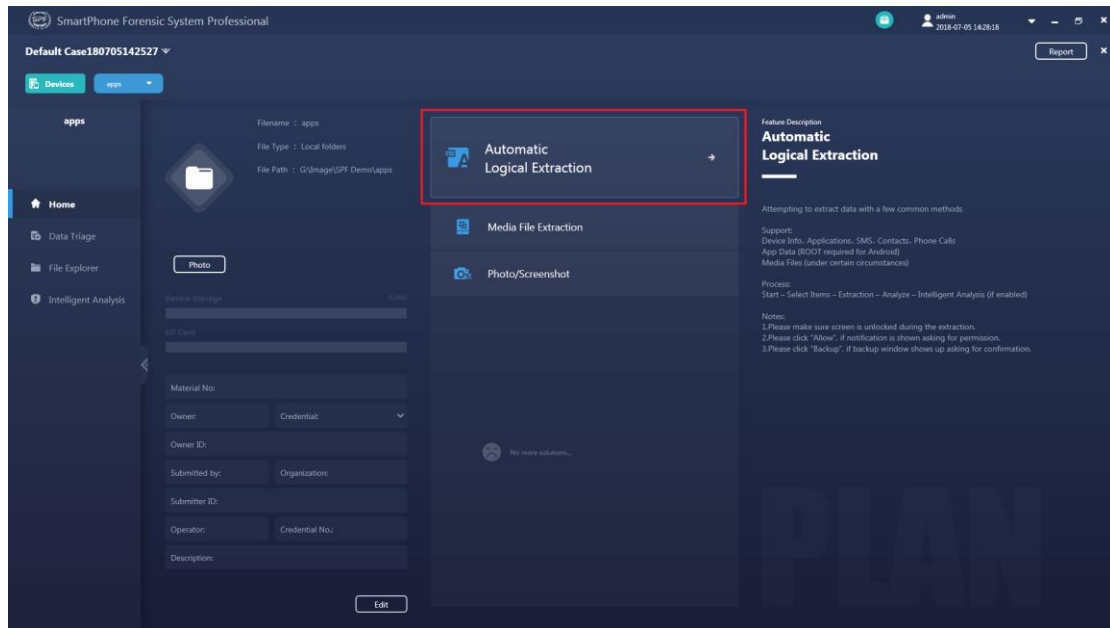 SPF SmartPhone Forensic System Professional
admin
2018-07-05 14:28:16
Default Case180705142527
Report
Devices
apps
apps
Home
Data Triage
File Explorer
Intelligent Analysis
Filename : apps
File Type : Local folders
File Path : G:\Image\SPF Demo\apps
Photo
Device Storage 0.00G
SD Card
Material No:
Owner: Credential:
Owner ID:
Submitted by: Organization:
Submitter ID:
Operator: Credential No.:
Description:
Edit
Automatic
Logical Extraction
Media File Extraction
Photo/Screenshot
No more solutions...
Feature Description
Automatic
Logical Extraction
Attempting to extract data with a few common methods
Support:
Device Info、Applications、SMS、Contacts、Phone Calls
App Data (ROOT required for Android)
Media Files (under certain circumstances)
Process:
Start – Select Items – Extraction – Analyze – Intelligent Analysis (if enabled)
Notes:
1.Please make sure screen is unlocked during the extraction.
2.Please click "Allow", if notification is shown asking for permission.
3.Please click "Backup", if backup window shows up asking for confirmation.
PLAN